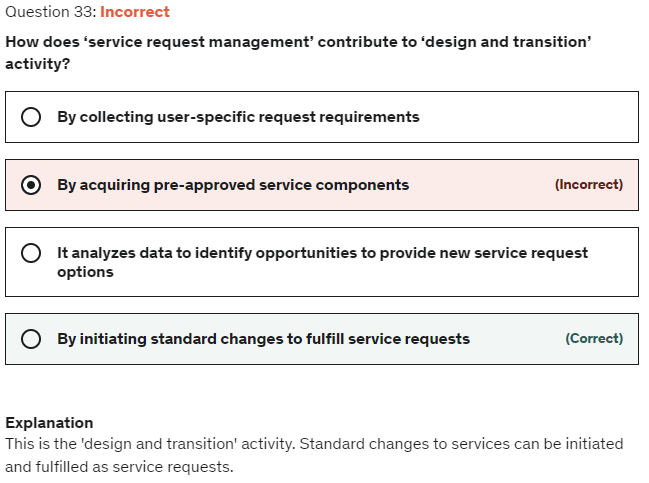 Question 33: Incorrect
How does ‘service request management’ contribute to ‘design and transition’
activity?
By collecting user-specific request requirements
By acquiring pre-approved service components (Incorrect)
It analyzes data to identify opportunities to provide new service request
options
By initiating standard changes to fulfill service requests (Correct)
Explanation
This is the 'design and transition' activity. Standard changes to services can be initiated
and fulfilled as service requests.